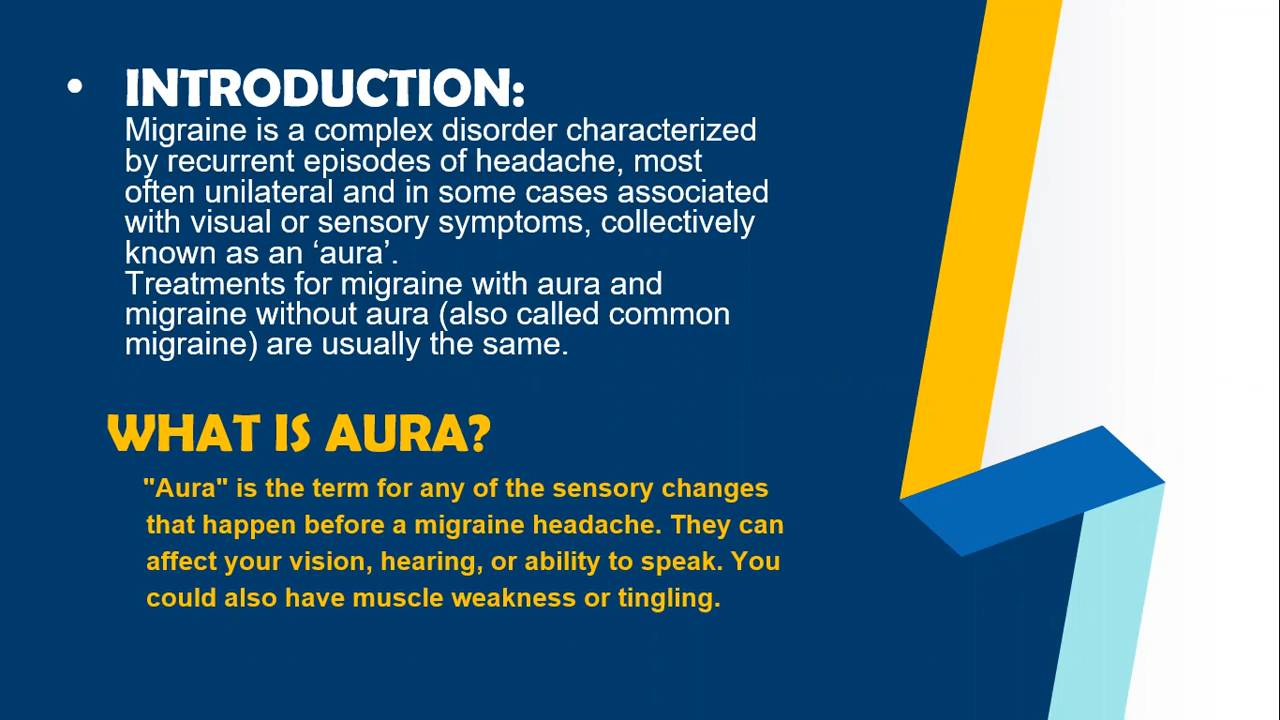 • INTRODUCTION:
Migraine is a complex disorder characterized
by recurrent episodes of headache, most
often unilateral and in some cases associated
with visual or sensory symptoms, collectively
known as an ‘aura’.
Treatments for migraine with aura and
migraine without aura (also called common
migraine) are usually the same.
WHAT IS AURA?
"Aura" is the term for any of the sensory changes
that happen before a migraine headache. They can
affect your vision, hearing, or ability to speak. You
could also have muscle weakness or tingling.